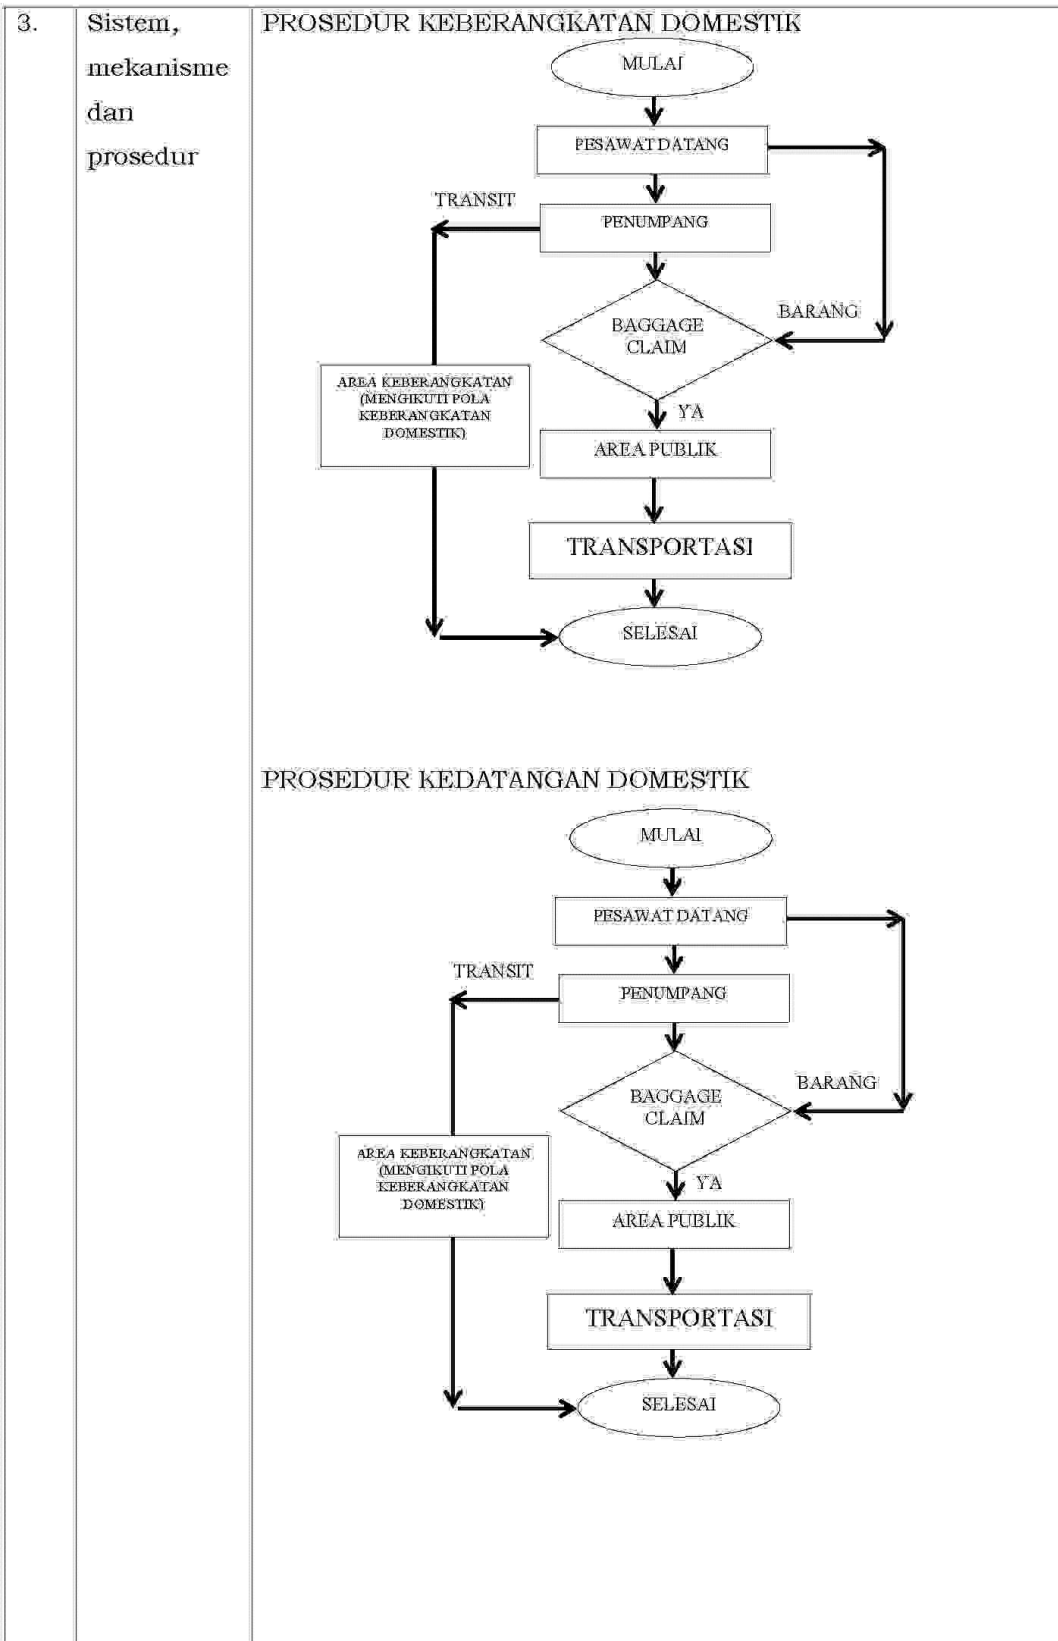 3.
Sistem,
mekanisme
dan
prosedur
PROSEDUR KEBERANGKATAN DOMESTIK
MULAI
PESAWAT DATANG
TRANSIT
PENUMPANG
BARANG
BAGGAGE
CLAIM
AREA KEBERANGKATAN
(MENGIKUTI POLA
KEBERANGKATAN
DOMESTIK)
YA
AREA PUBLIK
TRANSPORTASI
SELESAI
PROSEDUR KEDATANGAN DOMESTIK
MULAI
PESAWAT DATANG
TRANSIT
PENUMPANG
BARANG
BAGGAGE
CLAIM
AREA KEBERANGKATAN
(MENGIKUTI POLA
KEBERANGKATAN
DOMESTIK)
YA
AREA PUBLIK
TRANSPORTASI
SELESAI